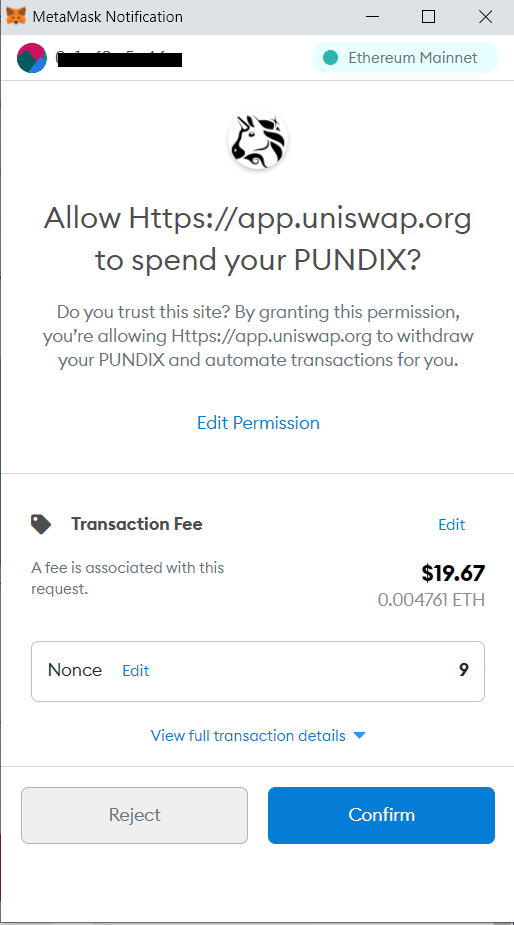 MetaMask Notification
Ethereum Mainnet
Allow Https://app.uniswap.org
to spend your PUNDIX?
Do you trust this site? By granting this permission,
you’re allowing Https://app.uniswap.org to withdraw
your PUNDIX and automate transactions for you.
Edit Permission
Transaction Fee
Edit
A fee is associated with this
request.
$19.67
0.004761 ETH
Nonce Edit 9
View full transaction details
Reject
Confirm